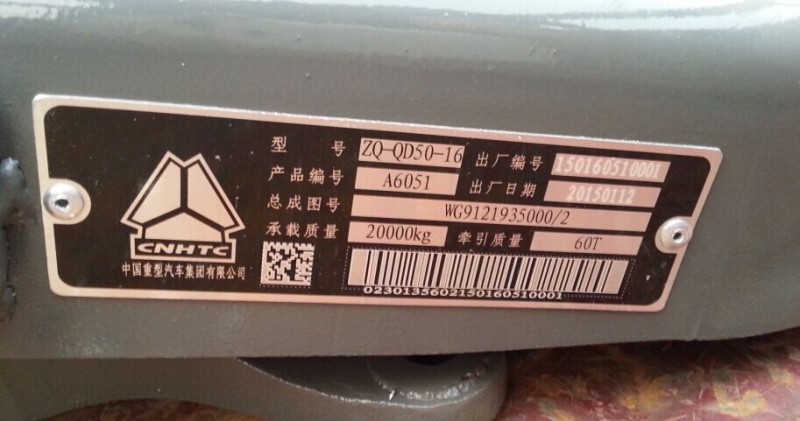 型号 ZQ-QD50-16 出厂编号 150160510001
产品编号 A6051 出厂日期 20150112
总成图号 WG9121935000/2
承载质量 20000kg 牵引质量 60T
CNHTC
中国重型汽车集团有限公司
0230135602150160510001